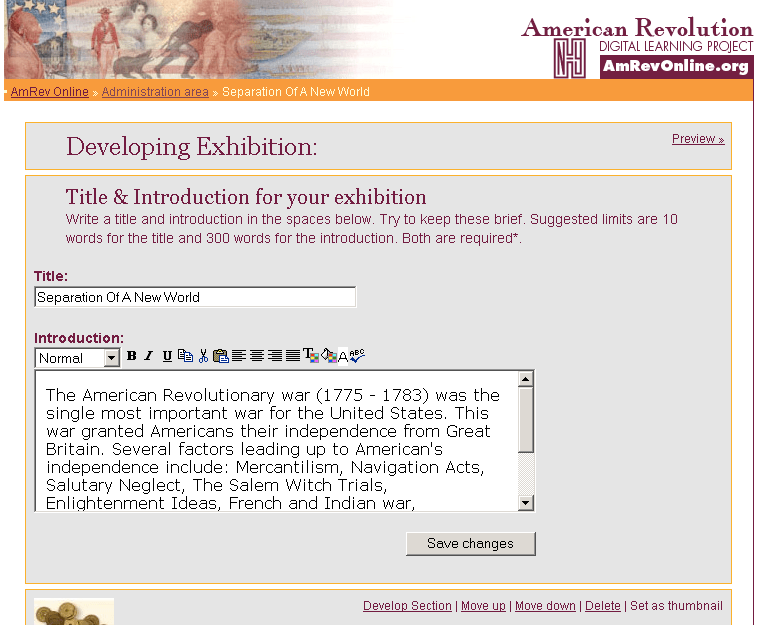 American Revolution
DIGITAL LEARNING PROJECT
AmRevOnline.org
AmRev Online » Administration area » Separation Of A New World
Developing Exhibition:
Preview »
Title & Introduction for your exhibition
Write a title and introduction in the spaces below. Try to keep these brief. Suggested limits are 10
words for the title and 300 words for the introduction. Both are required*.
Title:
Separation Of A New World
Introduction:
Normal B I U T A ABC
The American Revolutionary war (1775 - 1783) was the
single most important war for the United States. This
war granted Americans their independence from Great
Britain. Several factors leading up to American's
independence include: Mercantilism, Navigation Acts,
Salutary Neglect, The Salem Witch Trials,
Enlightenment Ideas, French and Indian war,
Save changes
Develop Section | Move up | Move down | Delete | Set as thumbnail